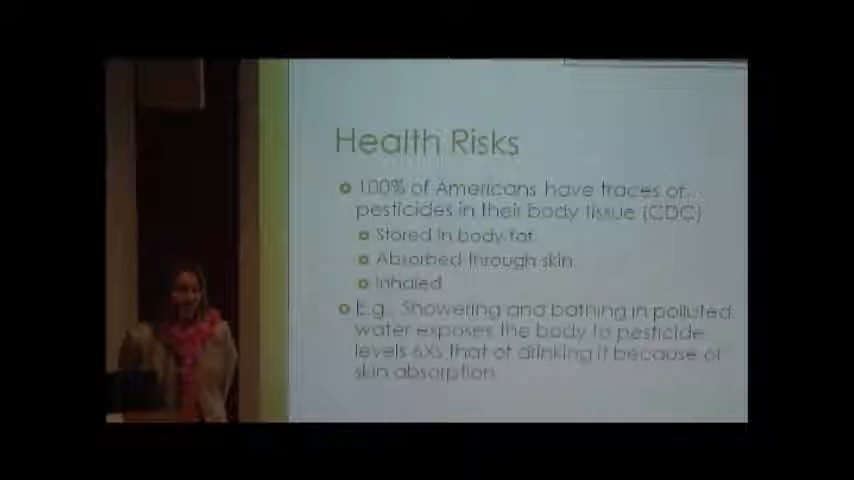 Health Risks
100% of Americans have traces of
pesticides in their body tissue (CDC)
Stored in body fat
Absorbed through skin
Inhaled
E.g., Showering and bathing in polluted
water exposes the body to pesticide
levels 6Xs that of drinking it because of
skin absorption